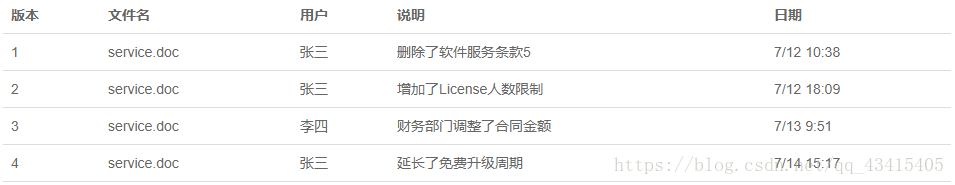 版本 文件名 用户 说明 日期
1 service.doc 张三 删除了软件服务条款5 7/12 10:38
2 service.doc 张三 增加了License人数限制 7/12 18:09
3 service.doc 李四 财务部门调整了合同金额 7/13 9:51
4 service.doc 张三 延长了免费升级周期 7/14 15:17
https://blog.csdn.net/qq_43415405